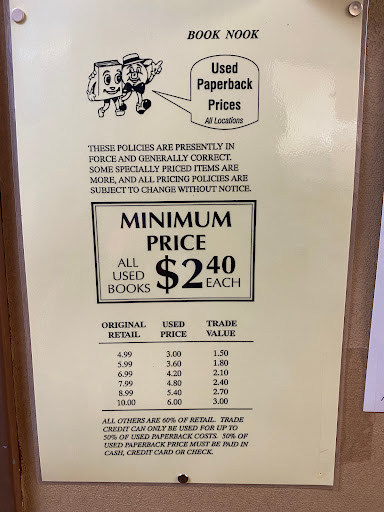 BOOK NOOK
Used
Paperback
Prices
All Locations
THESE POLICIES ARE PRESENTLY IN
FORCE AND GENERALLY CORRECT.
SOME SPECIALLY PRICED ITEMS ARE
MORE, AND ALL PRICING POLICIES ARE
SUBJECT TO CHANGE WITHOUT NOTICE.
MINIMUM
PRICE
ALL
USED
BOOKS
$2.40
EACH
ORIGINAL RETAIL USED PRICE TRADE VALUE
4.99 3.00 1.50
5.99 3.60 1.80
6.99 4.20 2.10
7.99 4.80 2.40
8.99 5.40 2.70
10.00 6.00 3.00
ALL OTHERS ARE 60% OF RETAIL. TRADE
CREDIT CAN ONLY BE USED FOR UP TO
50% OF USED PAPERBACK COSTS. 50% OF
USED PAPERBACK PRICE MUST BE PAID IN
CASH, CREDIT CARD OR CHECK.